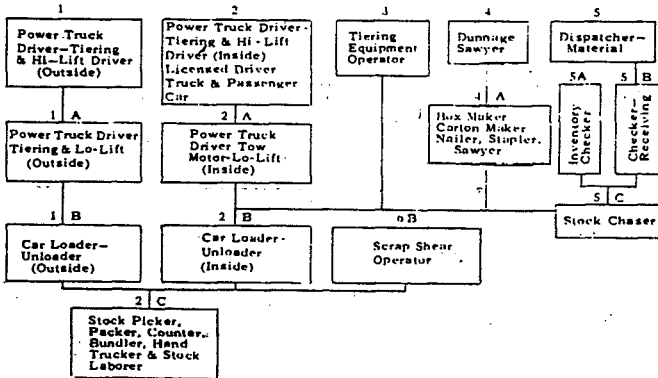 1
Power Truck
Driver-Tiering
& Hi-Lift Driver
(Outside)
2
Power Truck Driver-
Tiering & Hi-Lift
Driver (Inside)
Licensed Driver
Truck & Passenger
Car
3
Tiering
Equipment
Operator
4
Dunnage
Sawyer
5
Dispatcher-
Material
1 A
Power Truck Driver
Tiering & Lo-Lift
(Outside)
2 A
Power Truck
Driver Tow
Motor-Lo-Lift
(Inside)
4 A
Box Maker
Carton Maker
Nailer, Stapler,
Sawyer
5A
Inventory
Checker
5 B
Checker-
Receiving
5 C
Stock Chaser
1 B
Car Loader-
Unloader
(Outside)
2 B
Car Loader-
Unloader
(Inside)
B
Scrap Shear
Operator
2 C
Stock Picker,
Packer, Counter,
Bundler, Hand
Trucker & Stock
Laborer